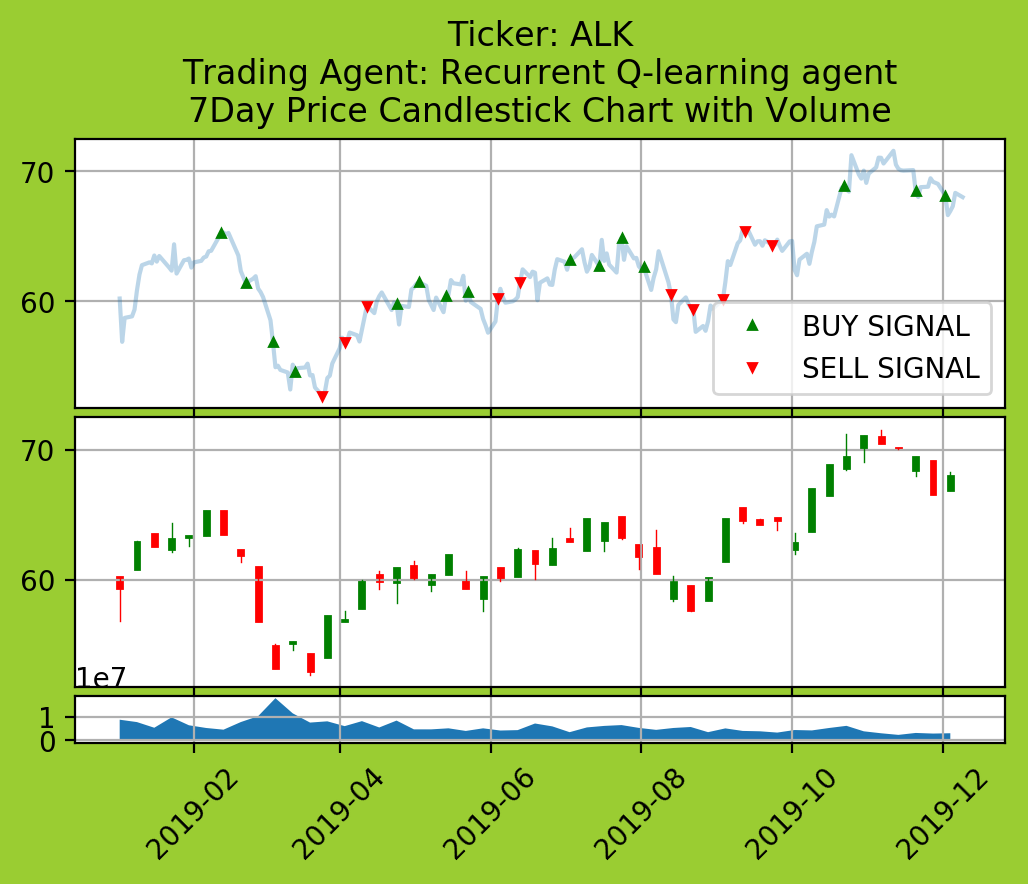 Ticker: ALK
Trading Agent: Recurrent Q-learning agent
7Day Price Candlestick Chart with Volume
70
60
BUY SIGNAL
SELL SIGNAL
70
60
1e7
1
0
2019-02
2019-04
2019-06
2019-08
2019-10
2019-12